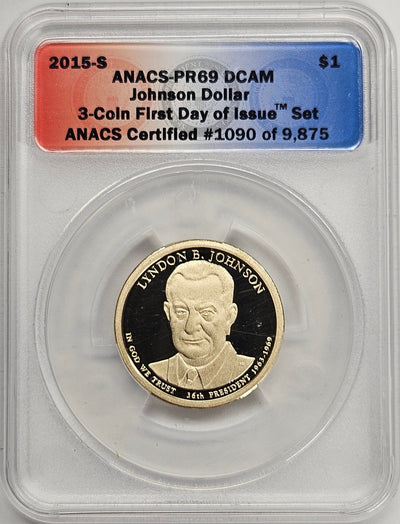 2015-S $1
ANACS-PR69 DCAM
Johnson Dollar
3-Coin First Day of Issue™ Set
ANACS Certified #1090 of 9,875
LYNDON B. JOHNSON
IN GOD WE TRUST 36th PRESIDENT 1963-1969